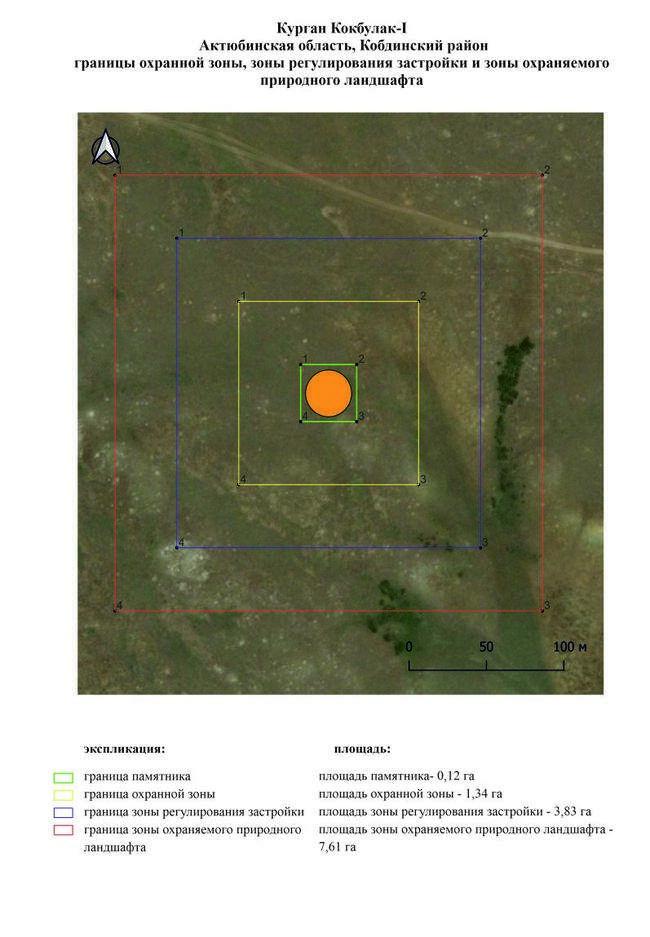 Курган Кокбулак-I
Актюбинская область, Кобдинский район
границы охранной зоны, зоны регулирования застройки и зоны охраняемого
природного ландшафта
1 2
1 2
1 2
1 2
4 3
4 3
4 3
4 3
0 50 100 м
экспликация: площадь:
граница памятника площадь памятника- 0,12 га
граница охранной зоны площадь охранной зоны - 1,34 га
граница зоны регулирования застройки площадь зоны регулирования застройки - 3,83 га
граница зоны охраняемого природного площадь зоны охраняемого природного ландшафта -
ландшафта 7,61 га